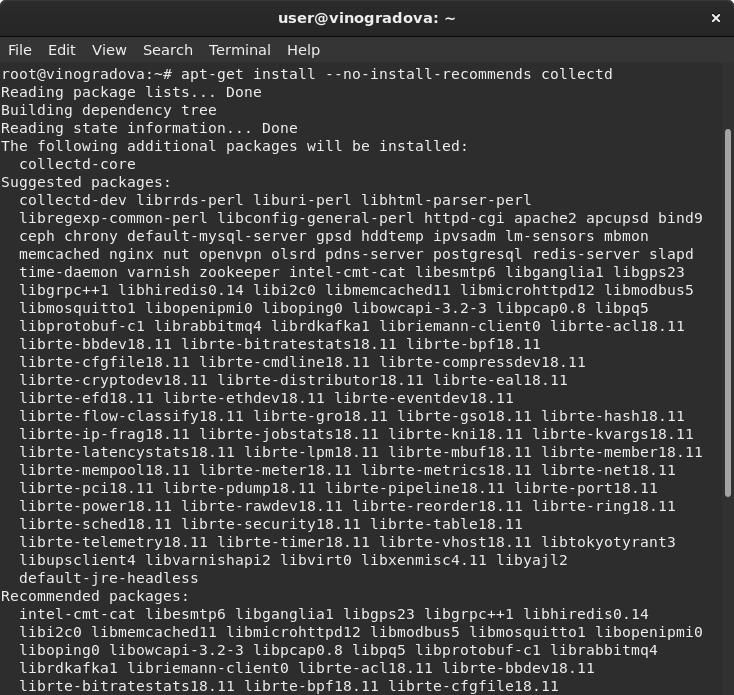 user@vinogradova: ~
×
File Edit View Search Terminal Help
root@vinogradova:~# apt-get install --no-install-recommends collectd
Reading package lists... Done
Building dependency tree
Reading state information... Done
The following additional packages will be installed:
collectd-core
Suggested packages:
collectd-dev librrds-perl liburi-perl libhtml-parser-perl
libregexp-common-perl libconfig-general-perl httpd-cgi apache2 apcupsd bind9
ceph chrony default-mysql-server gpsd hddtemp ipvsadm lm-sensors mbmon
memcached nginx nut openvpn olsrd pdns-server postgresql redis-server slapd
time-daemon varnish zookeeper intel-cmt-cat libesmtp6 libganglia1 libgps23
libgrpc++1 libhiredis0.14 libi2c0 libmemcached11 libmicrohttpd12 libmodbus5
libmosquitto1 libopenipmi0 liboping0 libowcapi-3.2-3 libpcap0.8 libpq5
libprotobuf-c1 librabbitmq4 librdkafka1 libriemann-client0 librte-acl18.11
librte-bbdev18.11 librte-bitratestats18.11 librte-bpf18.11
librte-cfgfile18.11 librte-cmdline18.11 librte-compressdev18.11
librte-cryptodev18.11 librte-distributor18.11 librte-eal18.11
librte-efd18.11 librte-ethdev18.11 librte-eventdev18.11
librte-flow-classify18.11 librte-gro18.11 librte-gso18.11 librte-hash18.11
librte-ip-frag18.11 librte-jobstats18.11 librte-kni18.11 librte-kvargs18.11
librte-latencystats18.11 librte-lpm18.11 librte-mbuf18.11 librte-member18.11
librte-mempool18.11 librte-meter18.11 librte-metrics18.11 librte-net18.11
librte-pci18.11 librte-pdump18.11 librte-pipeline18.11 librte-port18.11
librte-power18.11 librte-rawdev18.11 librte-reorder18.11 librte-ring18.11
librte-sched18.11 librte-security18.11 librte-table18.11
librte-telemetry18.11 librte-timer18.11 librte-vhost18.11 libtokyotyrant3
libupsclient4 libvarnishapi2 libvirt0 libxenmisc4.11 libyajl2
default-jre-headless
Recommended packages:
intel-cmt-cat libesmtp6 libganglia1 libgps23 libgrpc++1 libhiredis0.14
libi2c0 libmemcached11 libmicrohttpd12 libmodbus5 libmosquitto1 libopenipmi0
liboping0 libowcapi-3.2-3 libpcap0.8 libpq5 libprotobuf-c1 librabbitmq4
librdkafka1 libriemann-client0 librte-acl18.11 librte-bbdev18.11
librte-bitratestats18.11 librte-bpf18.11 librte-cfgfile18.11